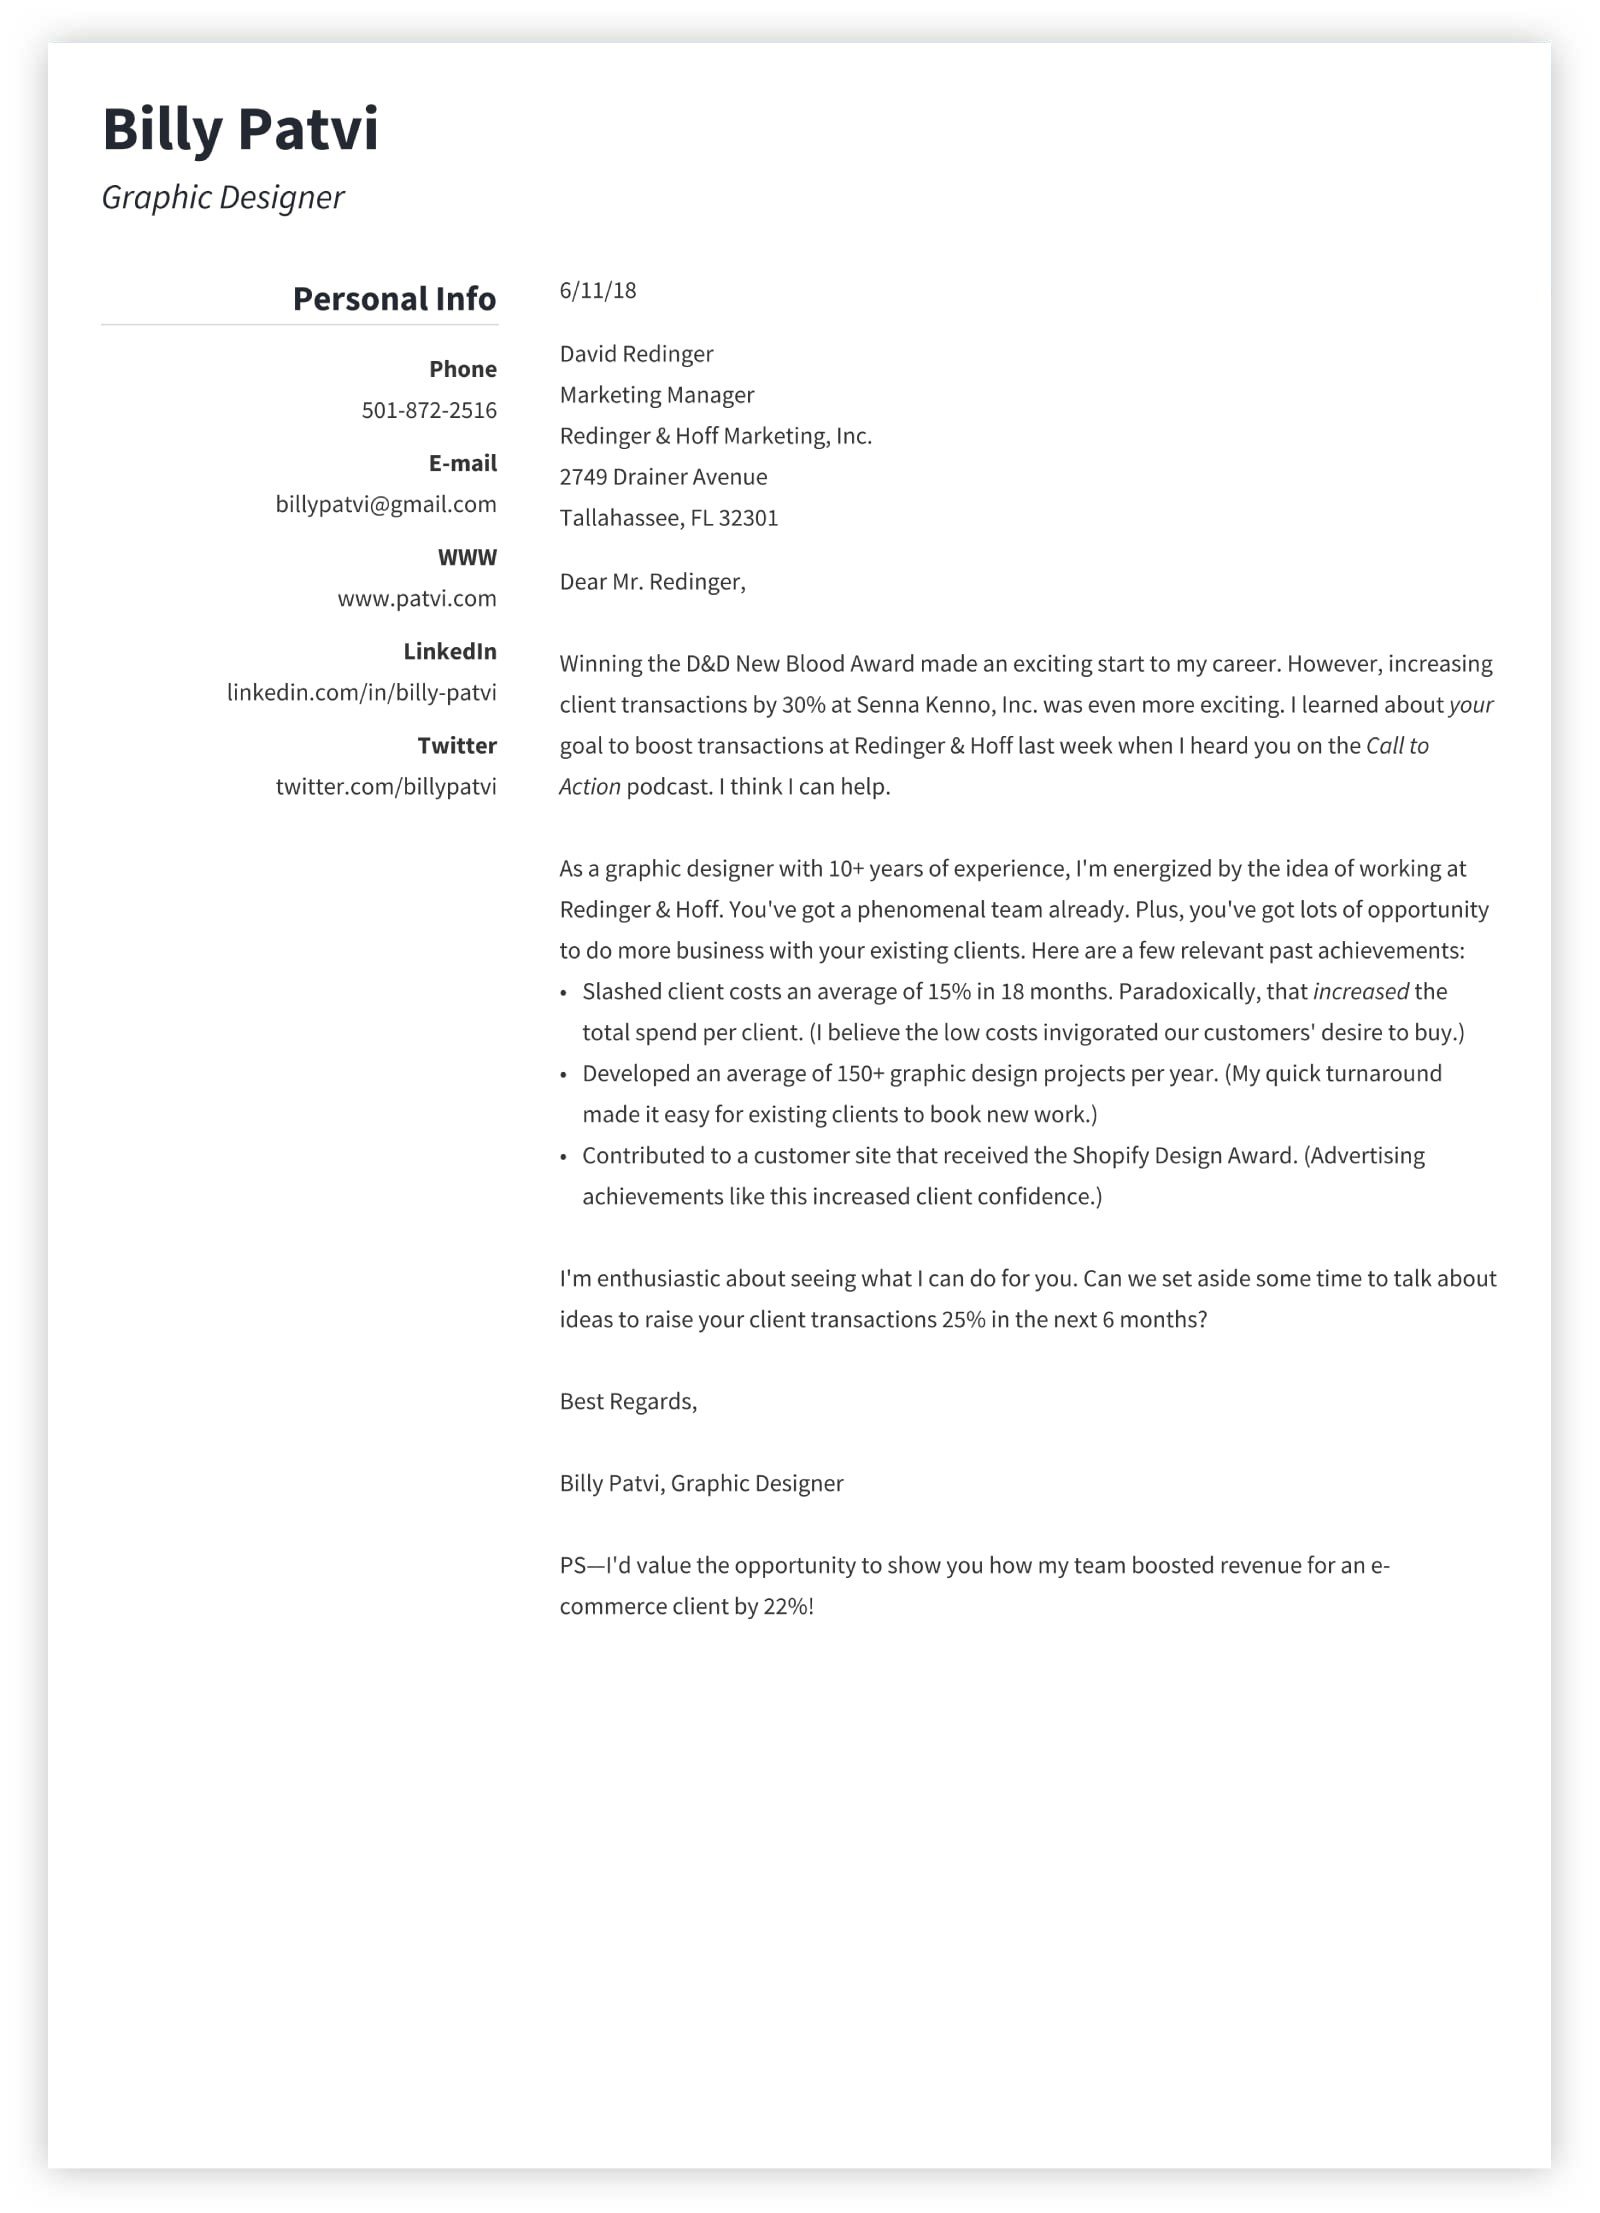 Billy Patvi
Graphic Designer
Personal Info
Phone
501-872-2516
E-mail
billypatvi@gmail.com
WWW
www.patvi.com
LinkedIn
linkedin.com/in/billy-patvi
Twitter
twitter.com/billypatvi
6/11/18
David Redinger
Marketing Manager
Redinger & Hoff Marketing, Inc.
2749 Drainer Avenue
Tallahassee, FL 32301
Dear Mr. Redinger,
Winning the D&D New Blood Award made an exciting start to my career. However, increasing
client transactions by 30% at Senna Kenno, Inc. was even more exciting. I learned about your
goal to boost transactions at Redinger & Hoff last week when I heard you on the Call to
Action podcast. I think I can help.
As a graphic designer with 10+ years of experience, I'm energized by the idea of working at
Redinger & Hoff. You've got a phenomenal team already. Plus, you've got lots of opportunity
to do more business with your existing clients. Here are a few relevant past achievements:
• Slashed client costs an average of 15% in 18 months. Paradoxically, that increased the
total spend per client. (I believe the low costs invigorated our customers' desire to buy.)
• Developed an average of 150+ graphic design projects per year. (My quick turnaround
made it easy for existing clients to book new work.)
• Contributed to a customer site that received the Shopify Design Award. (Advertising
achievements like this increased client confidence.)
I'm enthusiastic about seeing what I can do for you. Can we set aside some time to talk about
ideas to raise your client transactions 25% in the next 6 months?
Best Regards,
Billy Patvi, Graphic Designer
PS—I'd value the opportunity to show you how my team boosted revenue for an e-
commerce client by 22%!